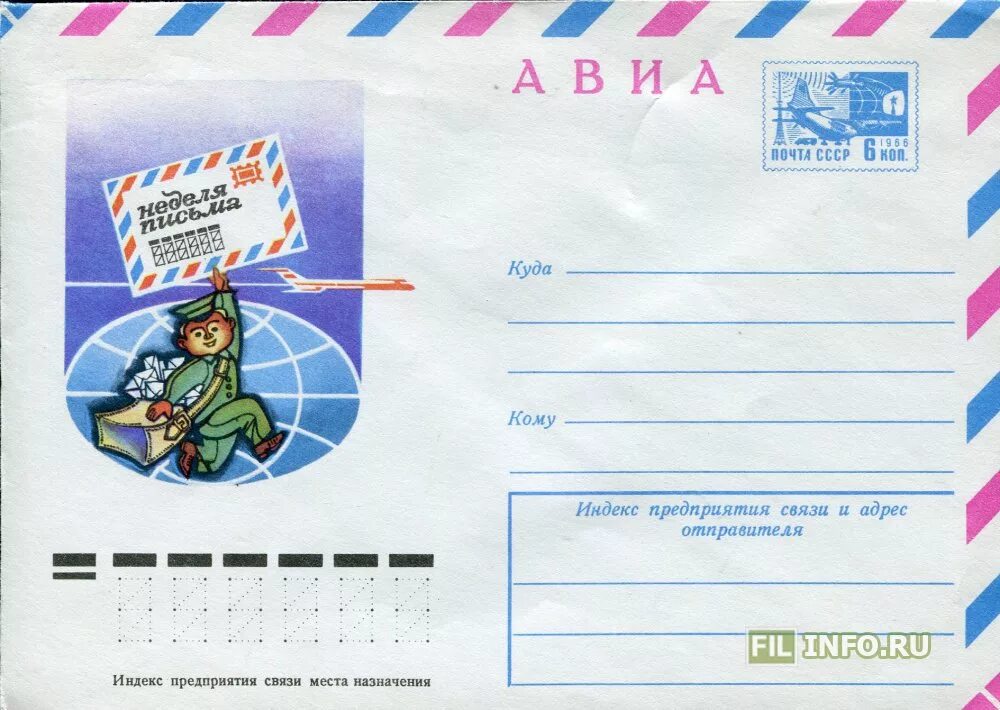 АВИА
1966
ПОЧТА СССР 6 КОП.
неделя
письма
Куда
Кому
Индекс предприятия связи и адрес
отправителя
Индекс предприятия связи места назначения
FIL INFO.RU